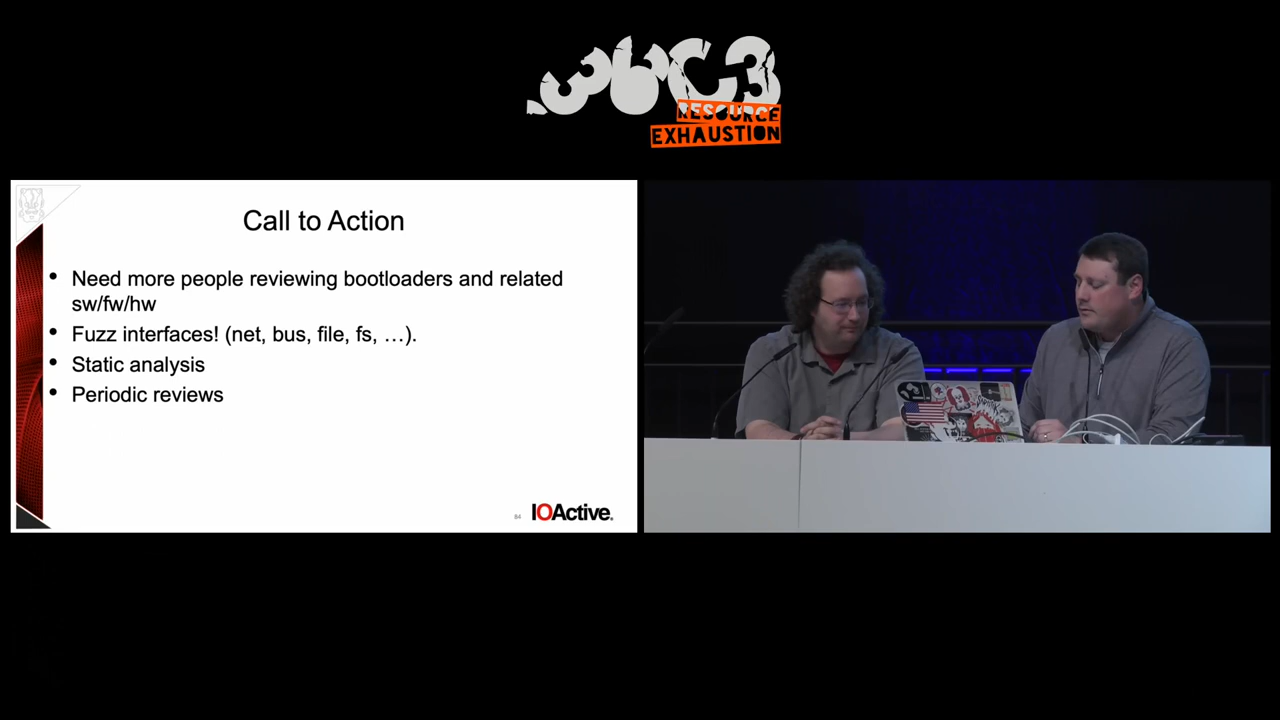 36C3
RESOURCE
EXHAUSTION
Call to Action
• Need more people reviewing bootloaders and related
sw/fw/hw
• Fuzz interfaces! (net, bus, file, fs, …).
• Static analysis
• Periodic reviews
84
IOActive.